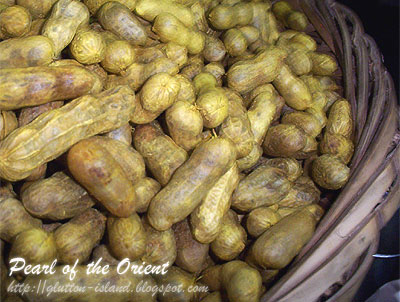 Pearl of the Orient
http://glutton-island.blogspot.com/